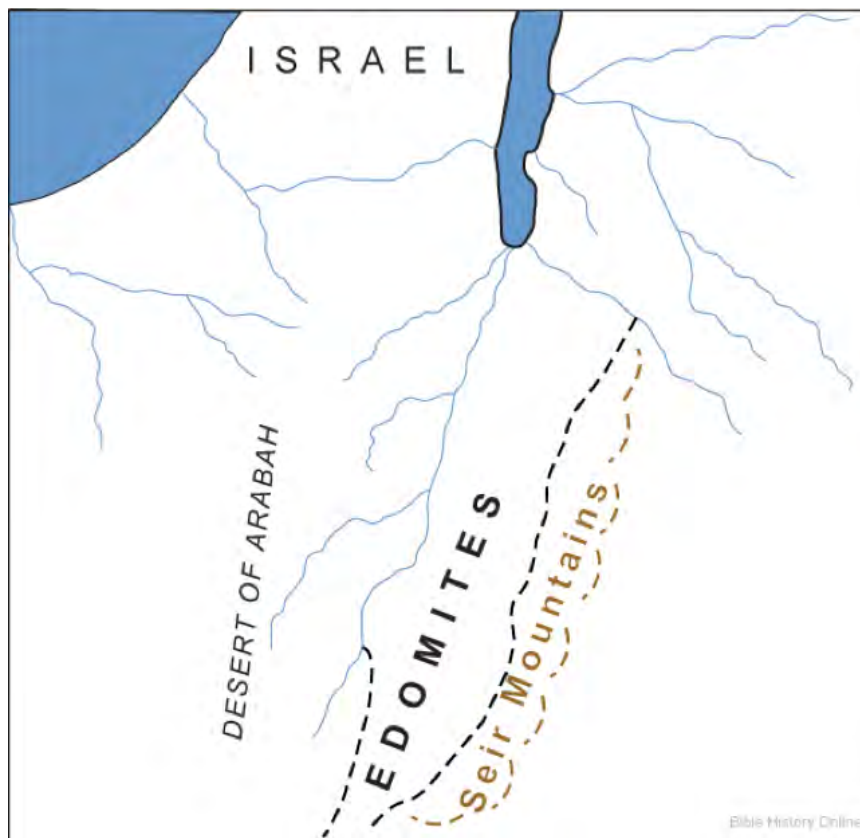 ISRAEL
DESERT OF ARABAH
EDOMITES
Seir Mountains
Bible History Online